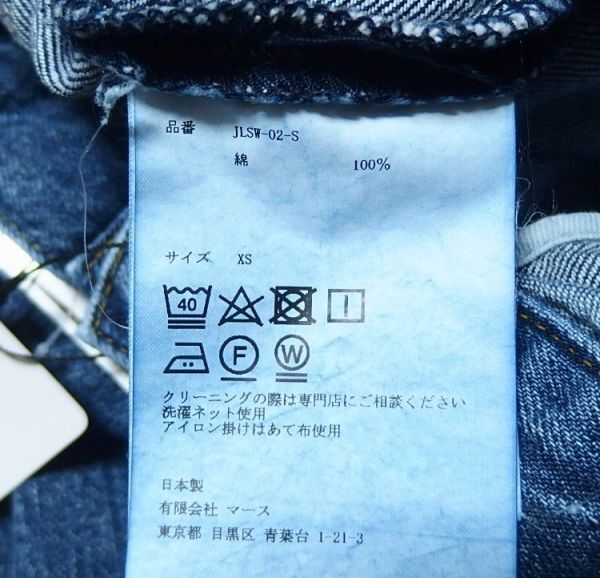 品番 JLSW-02-S
綿 100%
サイズ XS
40
F W
クリーニングの際は専門店にご相談ください
洗濯ネット使用
アイロン掛けはあて布使用
日本製
有限会社 マース
東京都 目黒区 青葉台 1-21-3